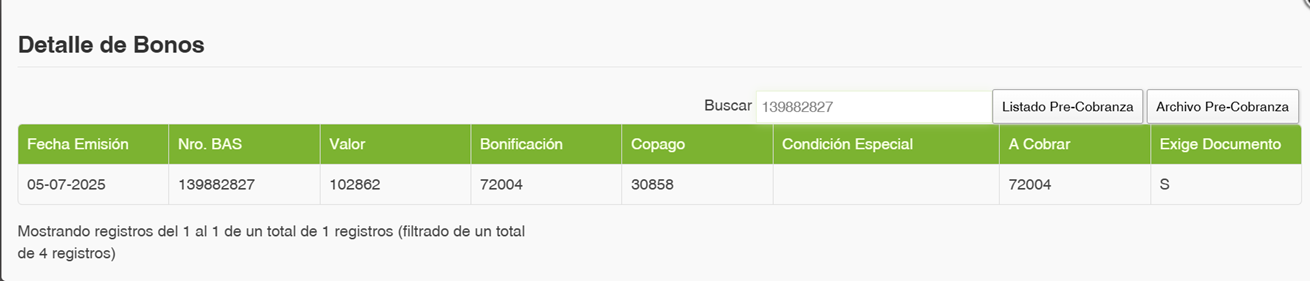 Detalle de Bonos
Buscar 139882827 Listado Pre-Cobranza Archivo Pre-Cobranza
Fecha Emisión Nro. BAS Valor Bonificación Copago Condición Especial A Cobrar Exige Documento
05-07-2025 139882827 102862 72004 30858 72004 S
Mostrando registros del 1 al 1 de un total de 1 registros (filtrado de un total
de 4 registros)